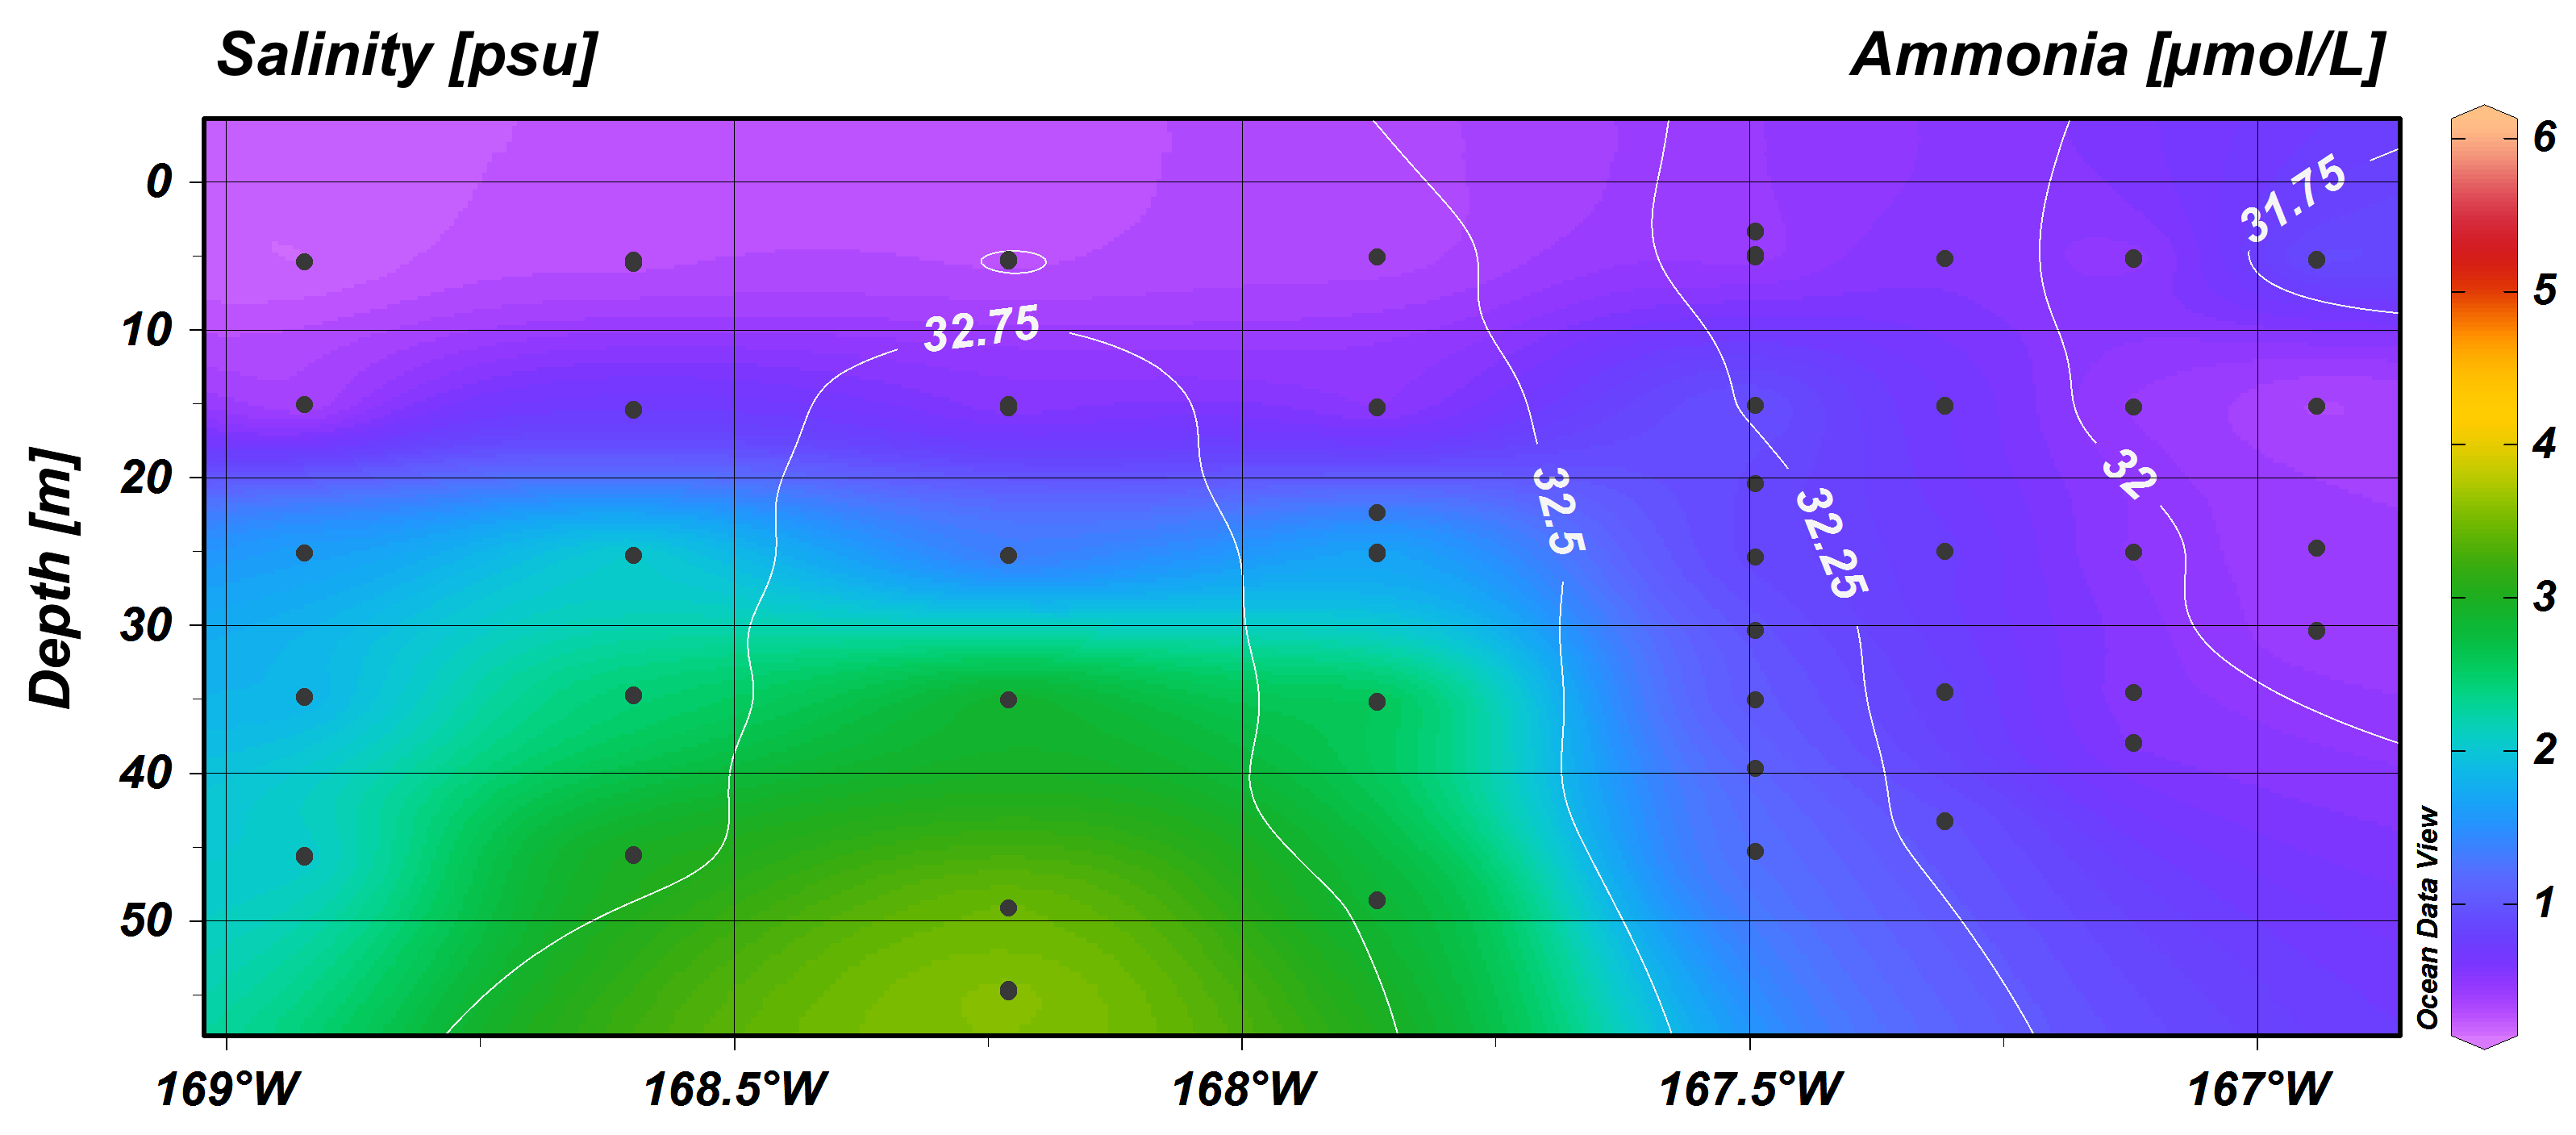 Salinity [psu]
Ammonia [µmol/L]
Depth [m]
0
10
20
30
40
50
169°W
168.5°W
168°W
167.5°W
167°W
32.75
32.5
32.25
32
31.75
6
5
4
3
2
1
Ocean Data View